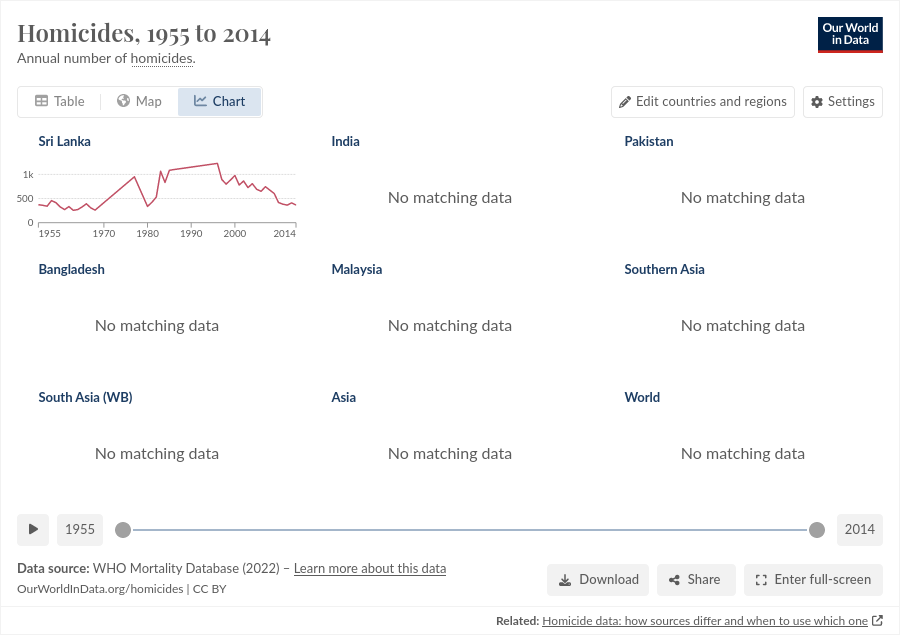 Homicides, 1955 to 2014
Annual number of homicides.
Our World
in Data
Table
Map
Chart
Edit countries and regions
Settings
Sri Lanka
India
Pakistan
1k
500
0
1955
1970
1980
1990
2000
2014
No matching data
No matching data
Bangladesh
Malaysia
Southern Asia
No matching data
No matching data
No matching data
South Asia (WB)
Asia
World
No matching data
No matching data
No matching data
1955
2014
Data source: WHO Mortality Database (2022) – Learn more about this data
OurWorldInData.org/homicides | CC BY
Download
Share
Enter full-screen
Related: Homicide data: how sources differ and when to use which one